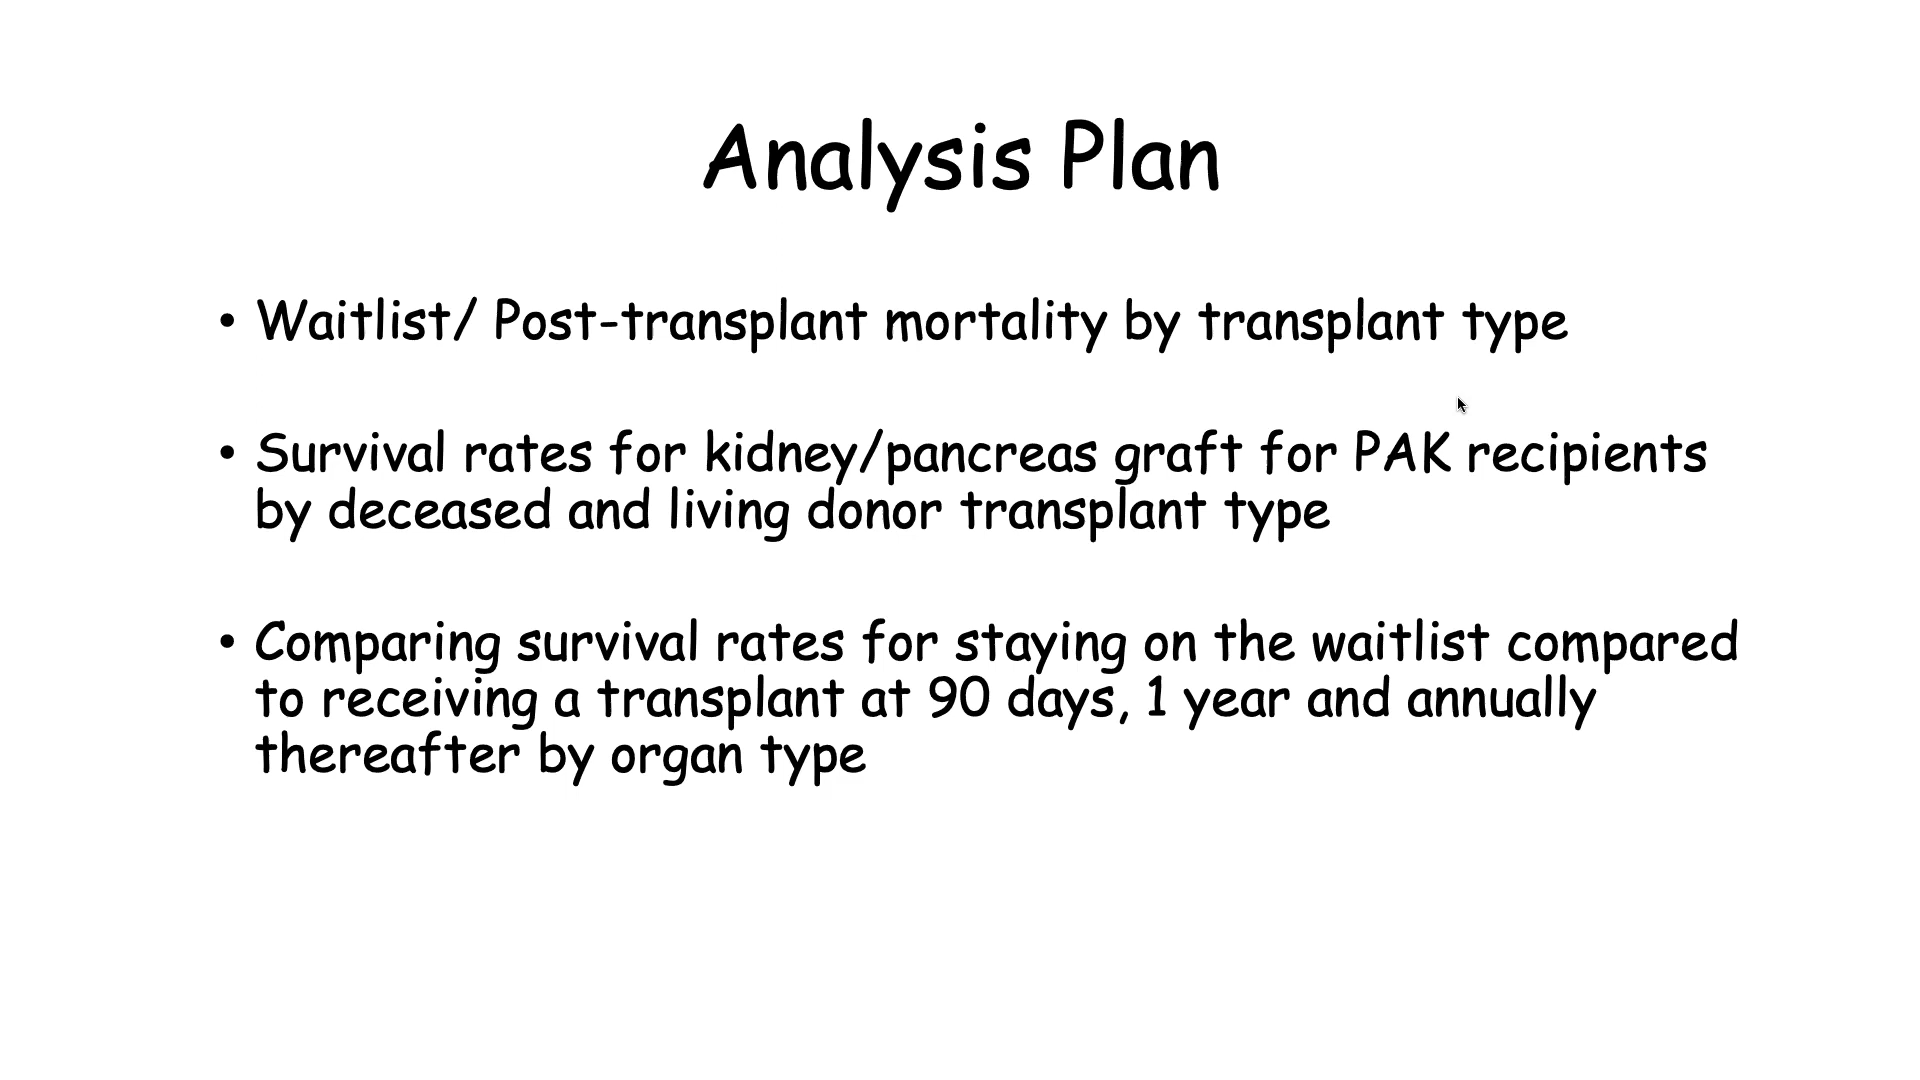 Analysis Plan
• Waitlist/ Post-transplant mortality by transplant type
• Survival rates for kidney/pancreas graft for PAK recipients
by deceased and living donor transplant type
• Comparing survival rates for staying on the waitlist compared
to receiving a transplant at 90 days, 1 year and annually
thereafter by organ type